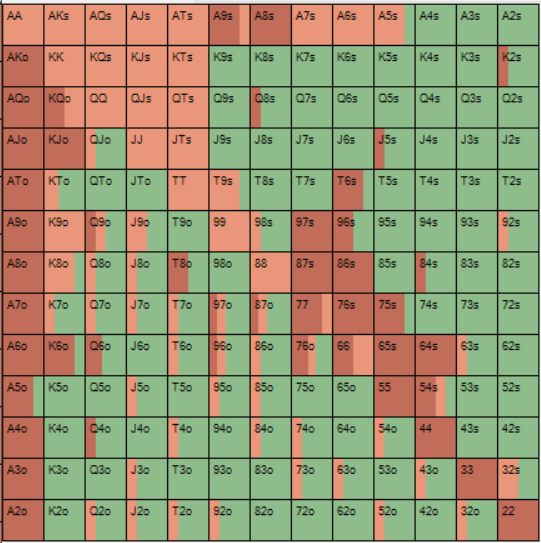 AA AKs AQs AJs ATs A9s A8s A7s A6s A5s A4s A3s A2s
AKo KK KQs KJs KTs K9s K8s K7s K6s K5s K4s K3s K2s
AQo KQo QQ QJs QTs Q9s Q8s Q7s Q6s Q5s Q4s Q3s Q2s
AJo KJo QJo JJ JTs J9s J8s J7s J6s J5s J4s J3s J2s
ATo KTo QTo JTo TT T9s T8s T7s T6s T5s T4s T3s T2s
A9o K9o Q9o J9o T9o 99 98s 97s 96s 95s 94s 93s 92s
A8o K8o Q8o J8o T8o 98o 88 87s 86s 85s 84s 83s 82s
A7o K7o Q7o J7o T7o 97o 87o 77 76s 75s 74s 73s 72s
A6o K6o Q6o J6o T6o 96o 86o 76o 66 65s 64s 63s 62s
A5o K5o Q5o J5o T5o 95o 85o 75o 65o 55 54s 53s 52s
A4o K4o Q4o J4o T4o 94o 84o 74o 64o 54o 44 43s 42s
A3o K3o Q3o J3o T3o 93o 83o 73o 63o 53o 43o 33 32s
A2o K2o Q2o J2o T2o 92o 82o 72o 62o 52o 42o 32o 22